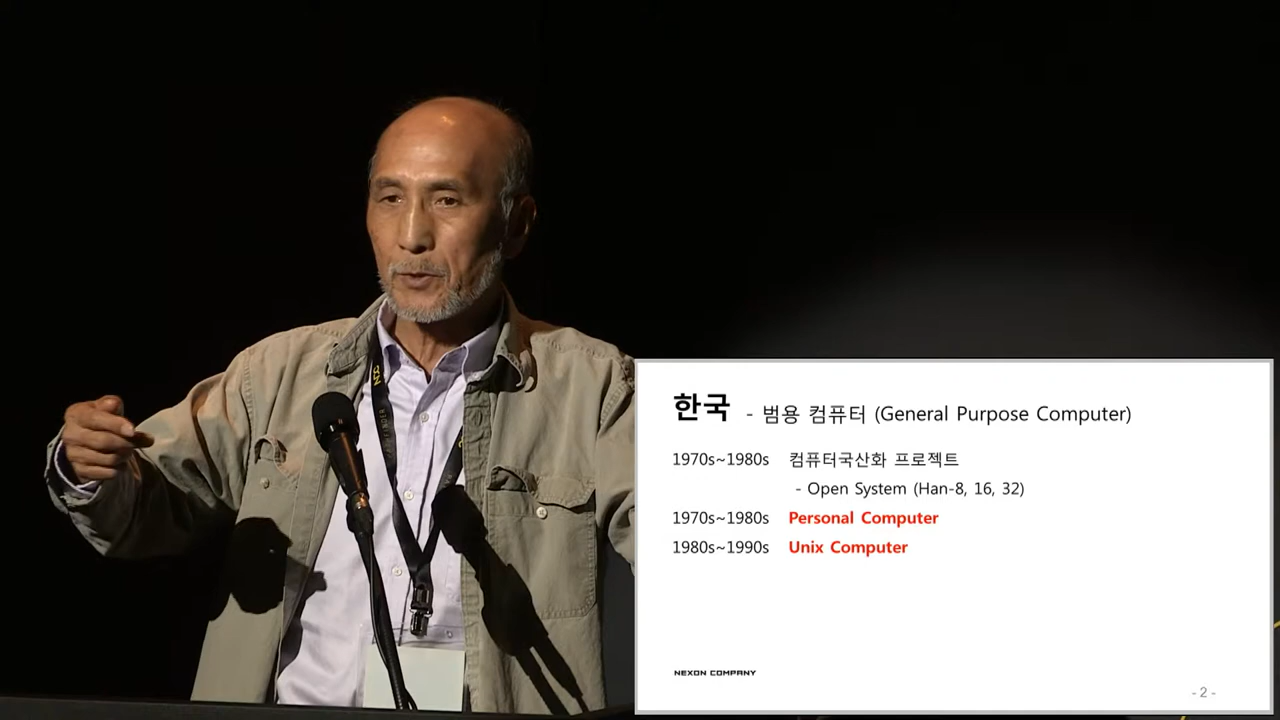 한국 - 범용 컴퓨터 (General Purpose Computer)
1970s~1980s 컴퓨터국산화 프로젝트
- Open System (Han-8, 16, 32)
1970s~1980s Personal Computer
1980s~1990s Unix Computer
NEXON COMPANY
- 2 -